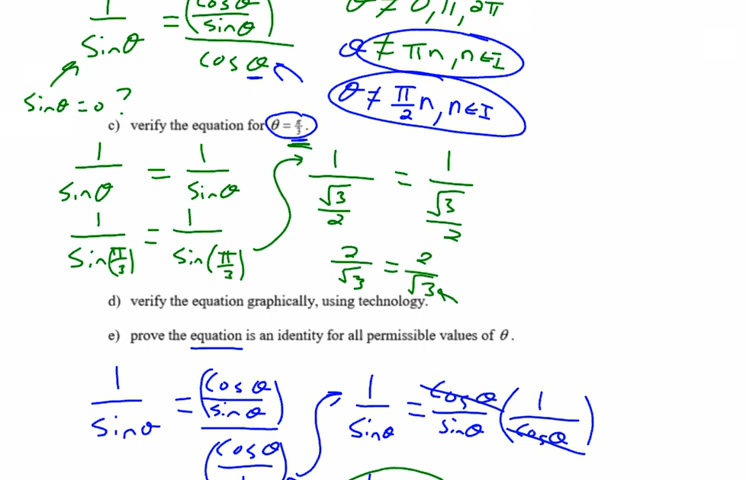 1/sinθ = (cosθ/sinθ)/cosθ
θ ≠ 0, π, 2π
θ ≠ πn, n∈I
sinθ = 0 ?
θ ≠ π/2 n, n∈I
c) verify the equation for θ = π/3.
1/sinθ = 1/sinθ
1/(√3/2) = 1/(√3/2)
1/sin(π/3) = 1/sin(π/3)
2/√3 = 2/√3
d) verify the equation graphically, using technology.
e) prove the equation is an identity for all permissible values of θ.
1/sinθ = (cosθ/sinθ)/(cosθ/1
1/sinθ = cosθ/sinθ (1/cosθ)